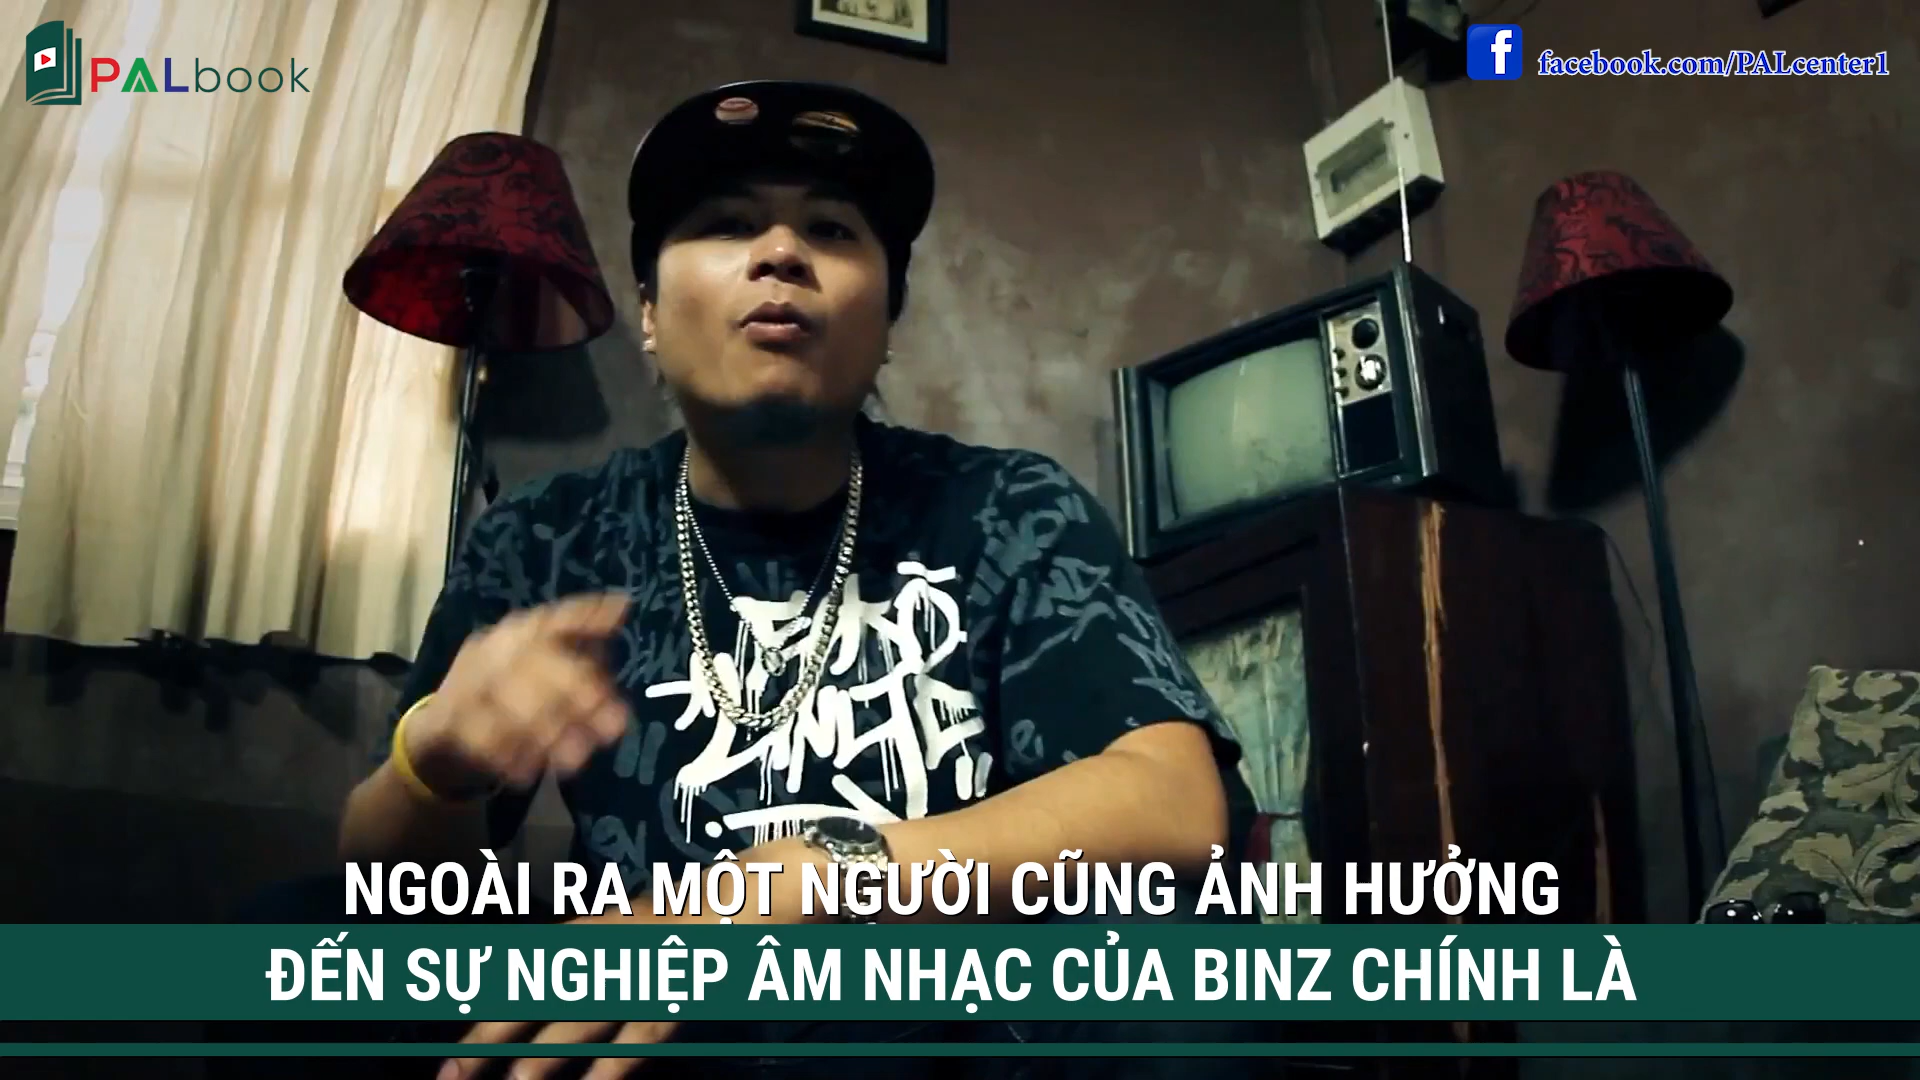 PALbook
facebook.com/PALcenter1
NGOÀI RA MỘT NGƯỜI CŨNG ẢNH HƯỞNG
ĐẾN SỰ NGHIỆP ÂM NHẠC CỦA BINZ CHÍNH LÀ